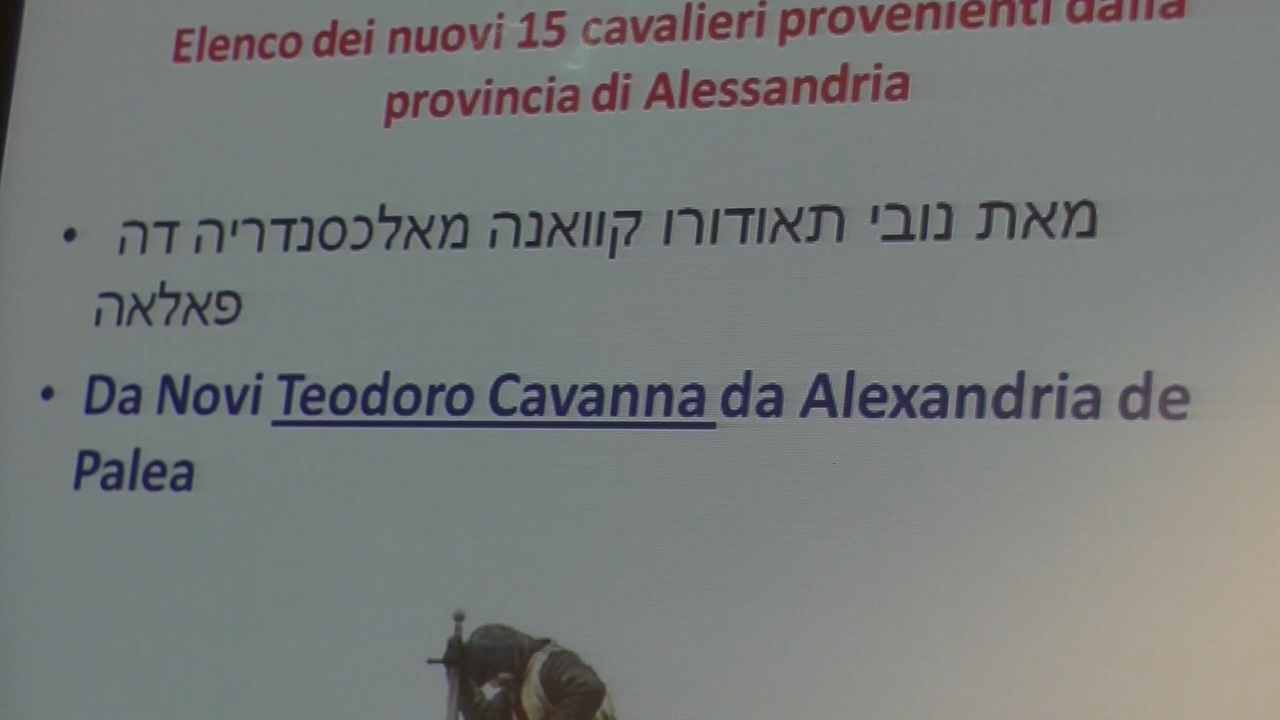 Elenco dei nuovi 15 cavalieri provenienti dalla
provincia di Alessandria
• מאת נובי תאודורו קוואנה מאלכסנדריה דה
פאלאה
• Da Novi Teodoro Cavanna da Alexandria de
Palea